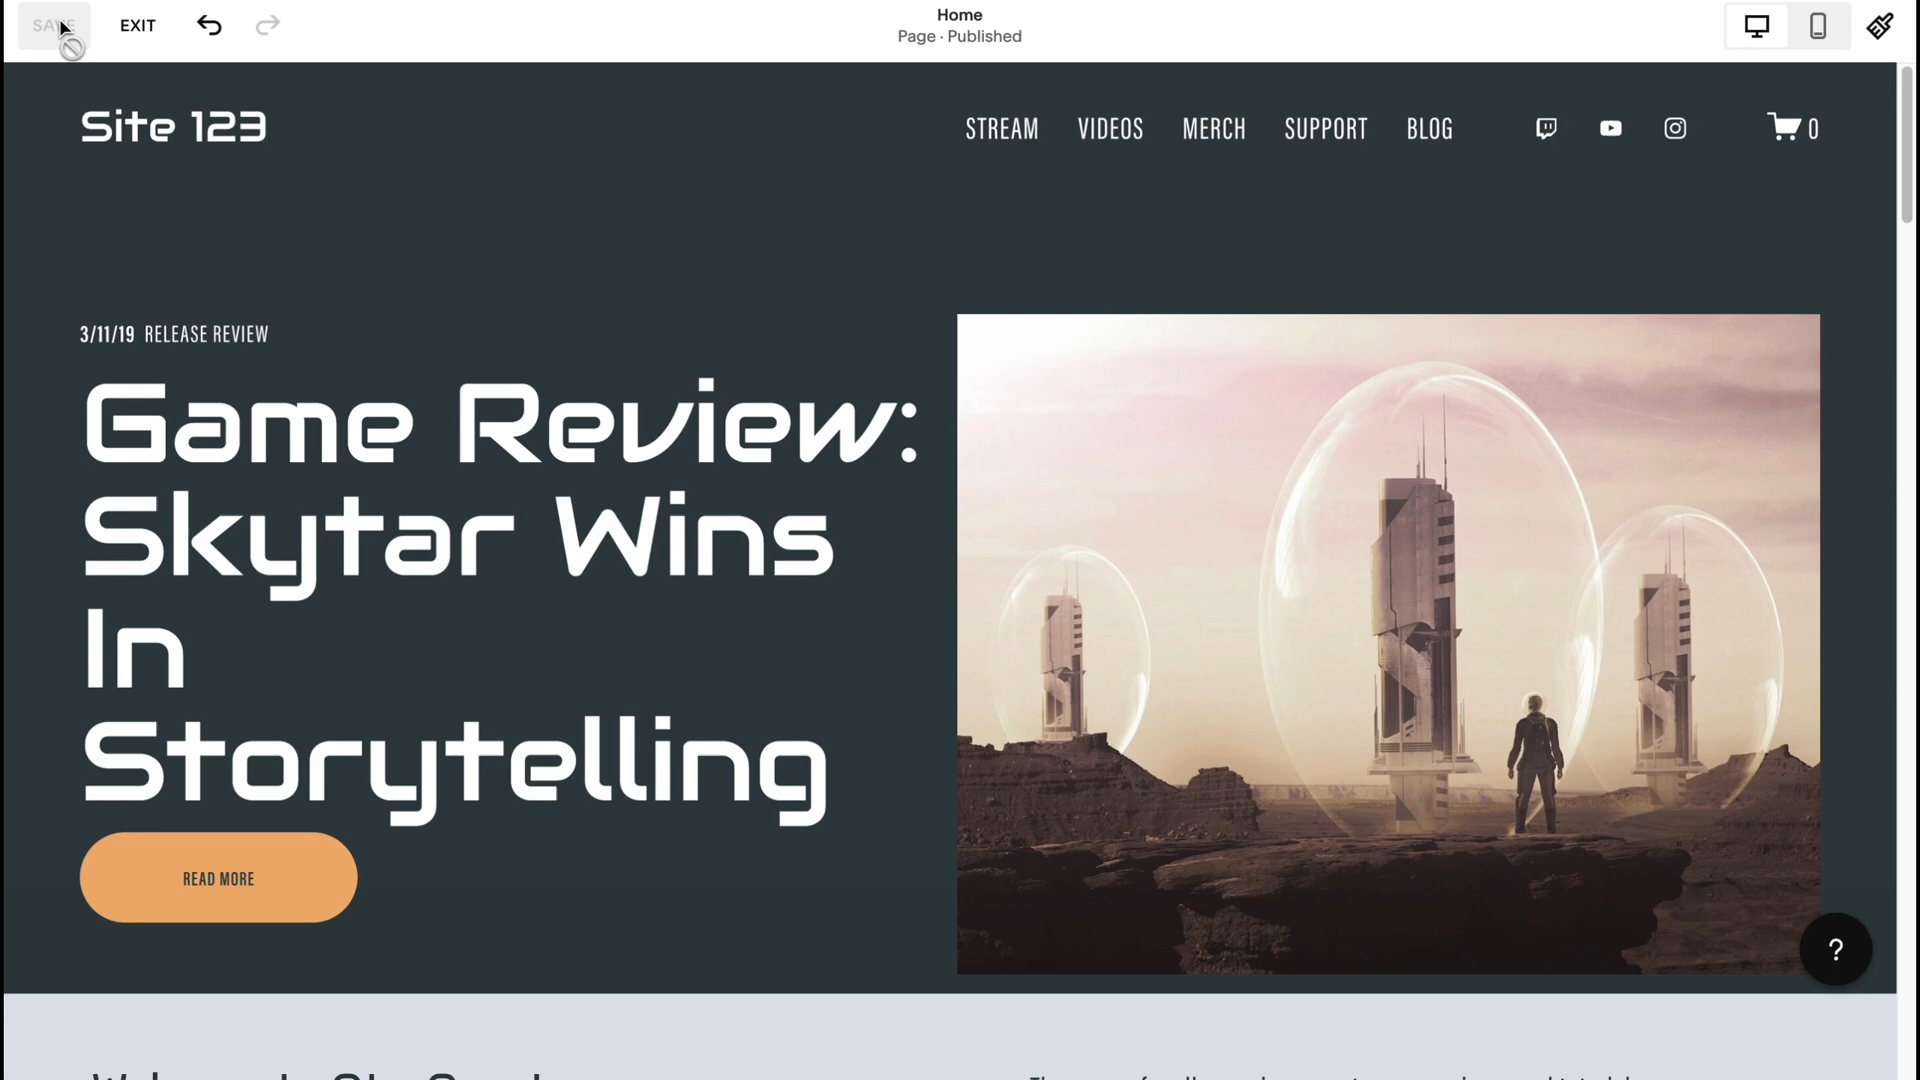 SAVE
EXIT
Home
Page · Published
Site 123
STREAM VIDEOS MERCH SUPPORT BLOG
0
3/11/19 RELEASE REVIEW
Game Review:
Skytar Wins
In
Storytelling
READ MORE
?